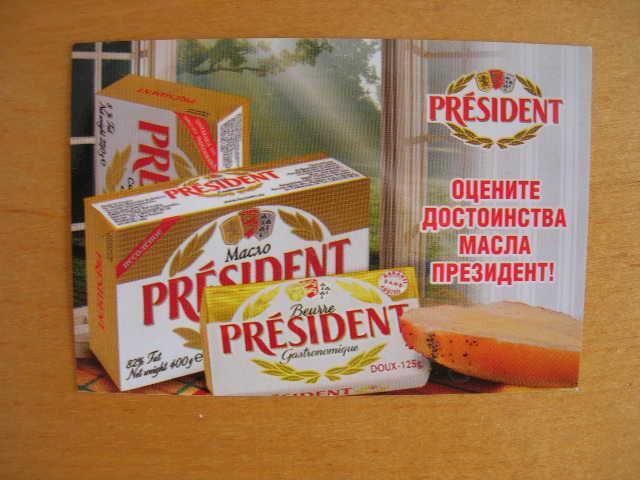 PRÉSIDENT
ОЦЕНИТЕ
ДОСТОИНСТВА
МАСЛА
ПРЕЗИДЕНТ!
PRÉSIDENT
PRÉSIDENT
Масло
PRÉSIDENT
82% Fat
Net weight 400g e
Beurre
PRÉSIDENT
Gastronomique
DOUX-125g
PRÉSIDENT